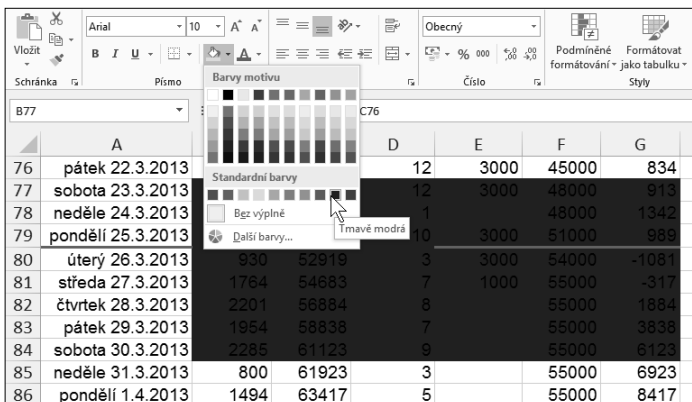 Arial 10 A A Obecný
Vložit B I U A % 000 ,00 ,00 Podmíněné formátování Formátovat jako tabulku
Schránka Písmo Číslo Styly
B77 C76
Barvy motivu
Standardní barvy
Bez výplně
Další barvy...
Tmavě modrá
A D E F G
76 pátek 22.3.2013 12 3000 45000 834
77 sobota 23.3.2013 12 3000 48000 913
78 neděle 24.3.2013 1 48000 1342
79 pondělí 25.3.2013 10 3000 51000 989
80 úterý 26.3.2013 930 52919 3 3000 54000 -1081
81 středa 27.3.2013 1764 54683 7 1000 55000 -317
82 čtvrtek 28.3.2013 2201 56884 8 55000 1884
83 pátek 29.3.2013 1954 58838 7 55000 3838
84 sobota 30.3.2013 2285 61123 9 55000 6123
85 neděle 31.3.2013 800 61923 3 55000 6923
86 pondělí 1.4.2013 1494 63417 5 55000 8417